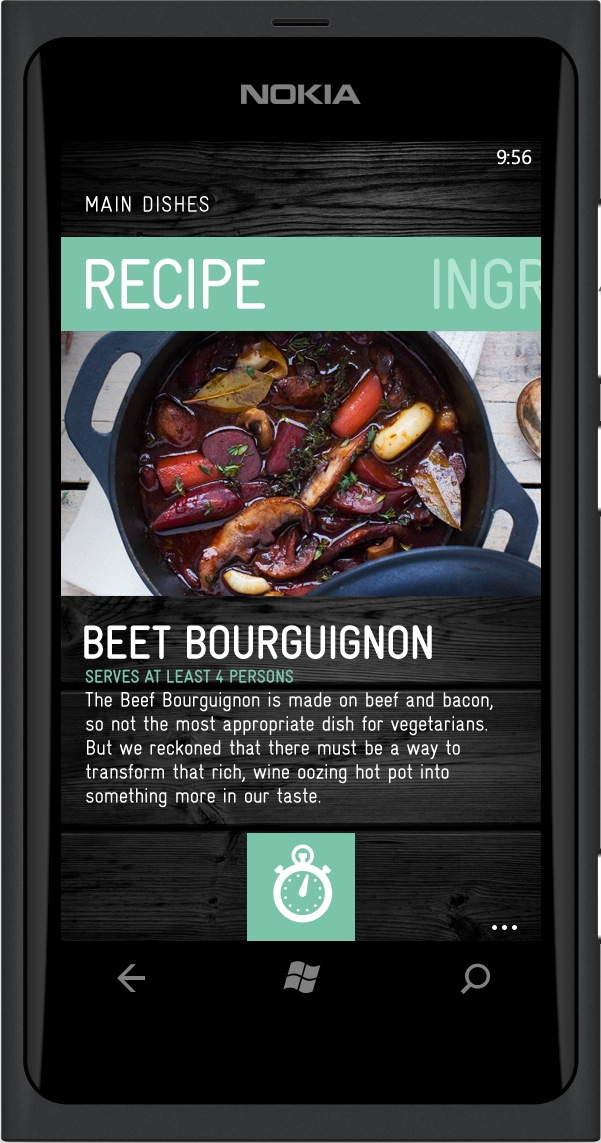 NOKIA
9:56
MAIN DISHES
RECIPE INGR
BEET BOURGUIGNON
SERVES AT LEAST 4 PERSONS
The Beef Bourguignon is made on beef and bacon,
so not the most appropriate dish for vegetarians.
But we reckoned that there must be a way to
transform that rich, wine oozing hot pot into
something more in our taste.